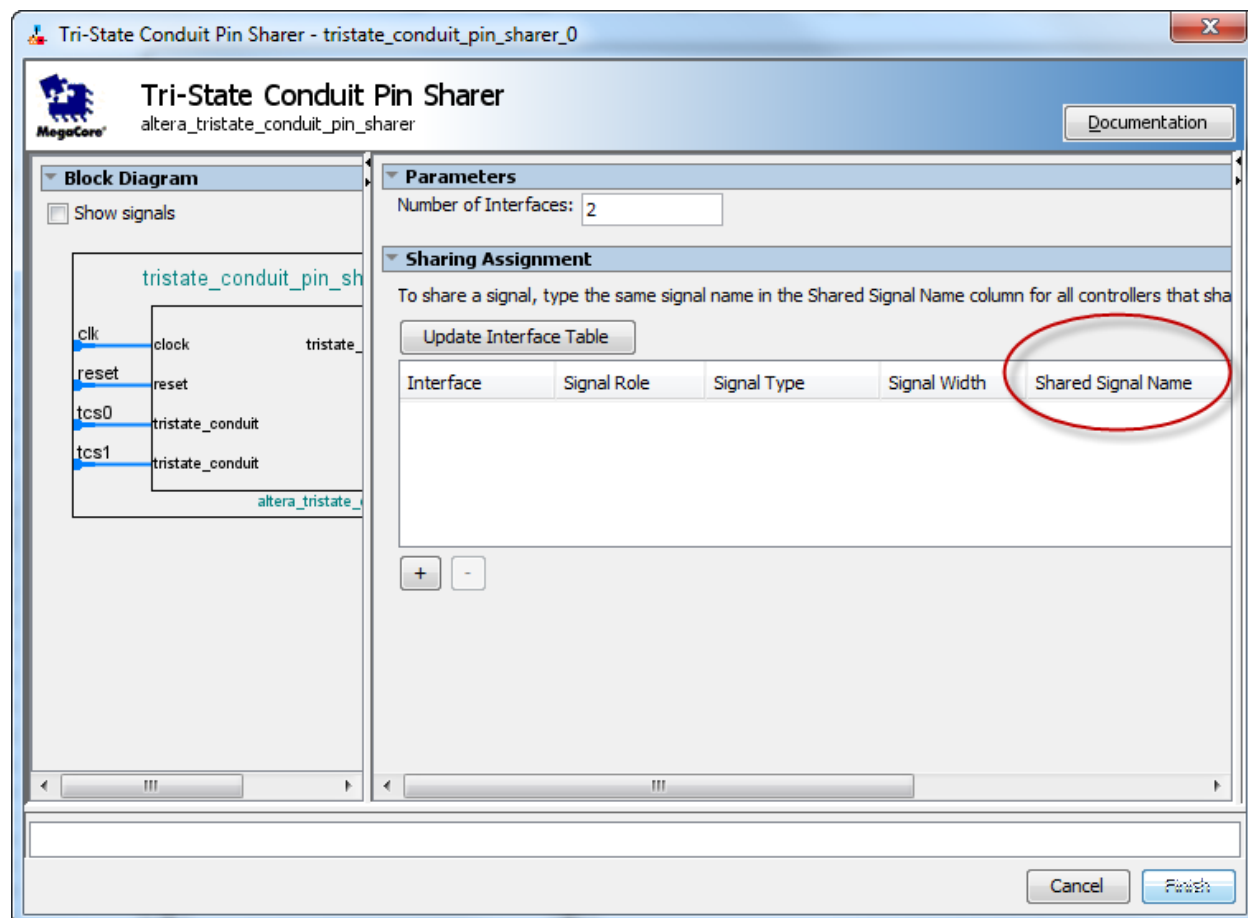 Tri-State Conduit Pin Sharer - tristate_conduit_pin_sharer_0
Tri-State Conduit Pin Sharer
MegaCore®
altera_tristate_conduit_pin_sharer
Documentation
Block Diagram
Show signals
tristate_conduit_pin_sh
clk
clock
tristate_
reset
reset
tcs0
tristate_conduit
tcs1
tristate_conduit
altera_tristate_
Parameters
Number of Interfaces: 2
Sharing Assignment
To share a signal, type the same signal name in the Shared Signal Name column for all controllers that sha
Update Interface Table
Interface Signal Role Signal Type Signal Width Shared Signal Name
+ -
Cancel Finish